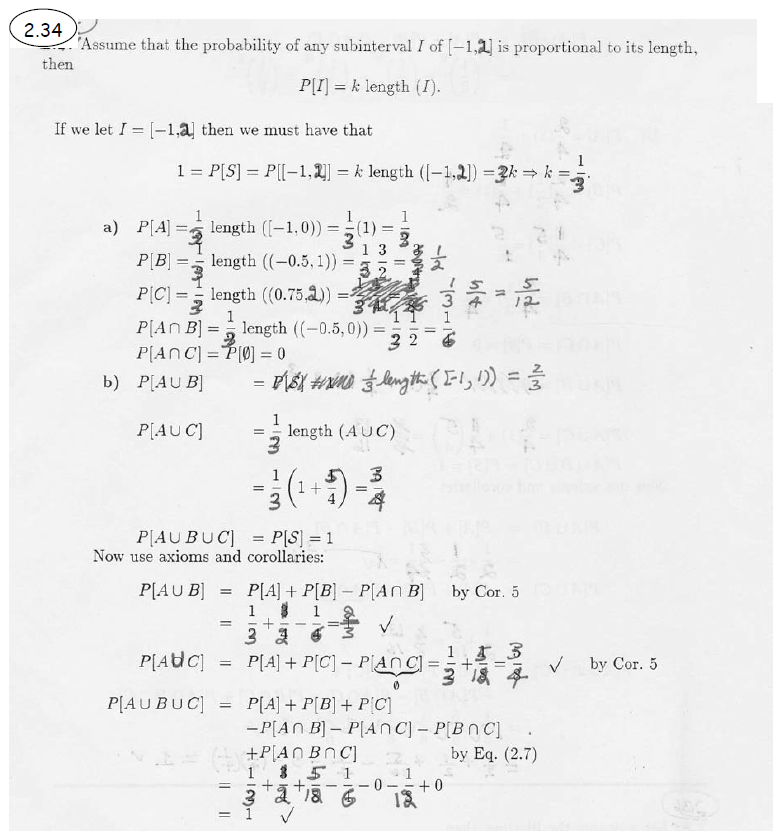 2.34
Assume that the probability of any subinterval I of [−1,2] is proportional to its length,
then
P[I] = k length (I).
If we let I = [−1,2] then we must have that
1 = P[S] = P[[−1,2]] = k length ([−1,2]) = 3k ⇒ k = 1/3.
a) P[A] = 1/3 length ([−1,0)) = 1/3 (1) = 1/3
P[B] = 1/3 length ((−0.5,1)) = 1/3 3/2 = 1/2
P[C] = 1/3 length ((0.75,2)) = 1/3 5/4 = 5/12
P[A ∩ B] = 1/3 length ((−0.5,0)) = 1/3 1/2 = 1/6
P[A ∩ C] = P[∅] = 0
b) P[A ∪ B] = 1/3 length ([-1, 1)) = 2/3
P[A ∪ C] = 1/3 length (A ∪ C)
= 1/3 (1 + 5/4) = 3/4
P[A ∪ B ∪ C] = P[S] = 1
Now use axioms and corollaries:
P[A ∪ B] = P[A] + P[B] − P[A ∩ B] by Cor. 5
= 1/3 + 1/2 − 1/6 = 2/3 ✓
P[A ∪ C] = P[A] + P[C] − P[A ∩ C] = 1/3 + 5/12 = 3/4 ✓ by Cor. 5
∅
P[A ∪ B ∪ C] = P[A] + P[B] + P[C]
−P[A ∩ B] − P[A ∩ C] − P[B ∩ C]
+P[A ∩ B ∩ C] by Eq. (2.7)
= 1/3 + 1/2 + 5/12 − 1/6 − 0 − 1/12 + 0
= 1 ✓